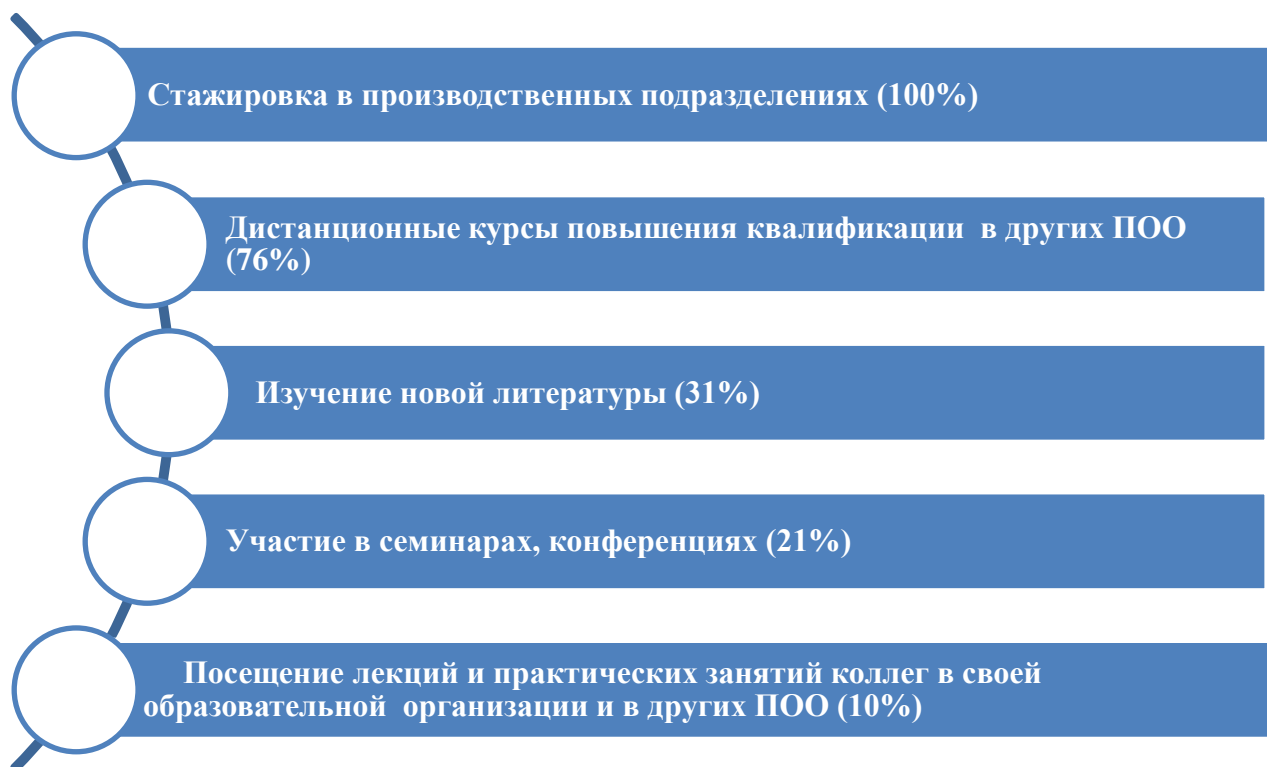 Стажировка в производственных подразделениях (100%)
Дистанционные курсы повышения квалификации в других ПОО
(76%)
Изучение новой литературы (31%)
Участие в семинарах, конференциях (21%)
Посещение лекций и практических занятий коллег в своей
образовательной организации и в других ПОО (10%)